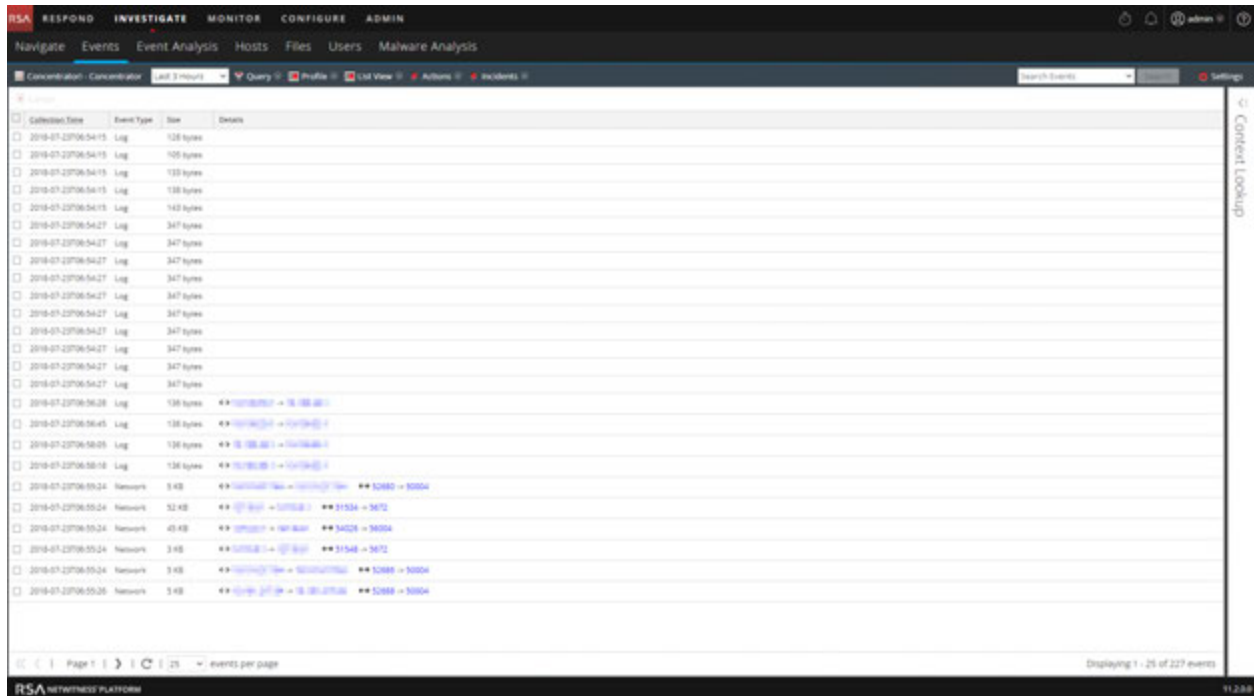 RSA RESPOND INVESTIGATE MONITOR CONFIGURE ADMIN admin
Navigate Events Event Analysis Hosts Files Users Malware Analysis
Concentrator - Concentrator Last 3 Hours Query Profile List View Actions Incidents Search Events Search Settings
Collection Time Event Type Size Details
2018-07-23T06:54:15 Log 128 bytes
2018-07-23T06:54:15 Log 105 bytes
2018-07-23T06:54:15 Log 133 bytes
2018-07-23T06:54:15 Log 138 bytes
2018-07-23T06:54:15 Log 143 bytes
2018-07-23T06:54:27 Log 347 bytes
2018-07-23T06:54:27 Log 347 bytes
2018-07-23T06:54:27 Log 347 bytes
2018-07-23T06:54:27 Log 347 bytes
2018-07-23T06:54:27 Log 347 bytes
2018-07-23T06:54:27 Log 347 bytes
2018-07-23T06:54:27 Log 347 bytes
2018-07-23T06:54:27 Log 347 bytes
2018-07-23T06:54:27 Log 347 bytes
2018-07-23T06:54:27 Log 347 bytes
2018-07-23T06:56:28 Log 136 bytes
2018-07-23T06:56:45 Log 136 bytes
2018-07-23T06:58:05 Log 136 bytes
2018-07-23T06:58:18 Log 136 bytes
2018-07-23T06:55:24 Network 5 KB 52680 -> 50004
2018-07-23T06:55:24 Network 52 KB 51534 -> 5672
2018-07-23T06:55:24 Network 45 KB 54028 -> 56004
2018-07-23T06:55:24 Network 3 KB 51548 -> 5672
2018-07-23T06:55:24 Network 5 KB 52686 -> 50004
2018-07-23T06:55:26 Network 5 KB 52688 -> 50004
Context Lookup
Page 1 25 events per page Displaying 1 - 25 of 227 events
RSA NETWITNESS PLATFORM 11.2.0.0